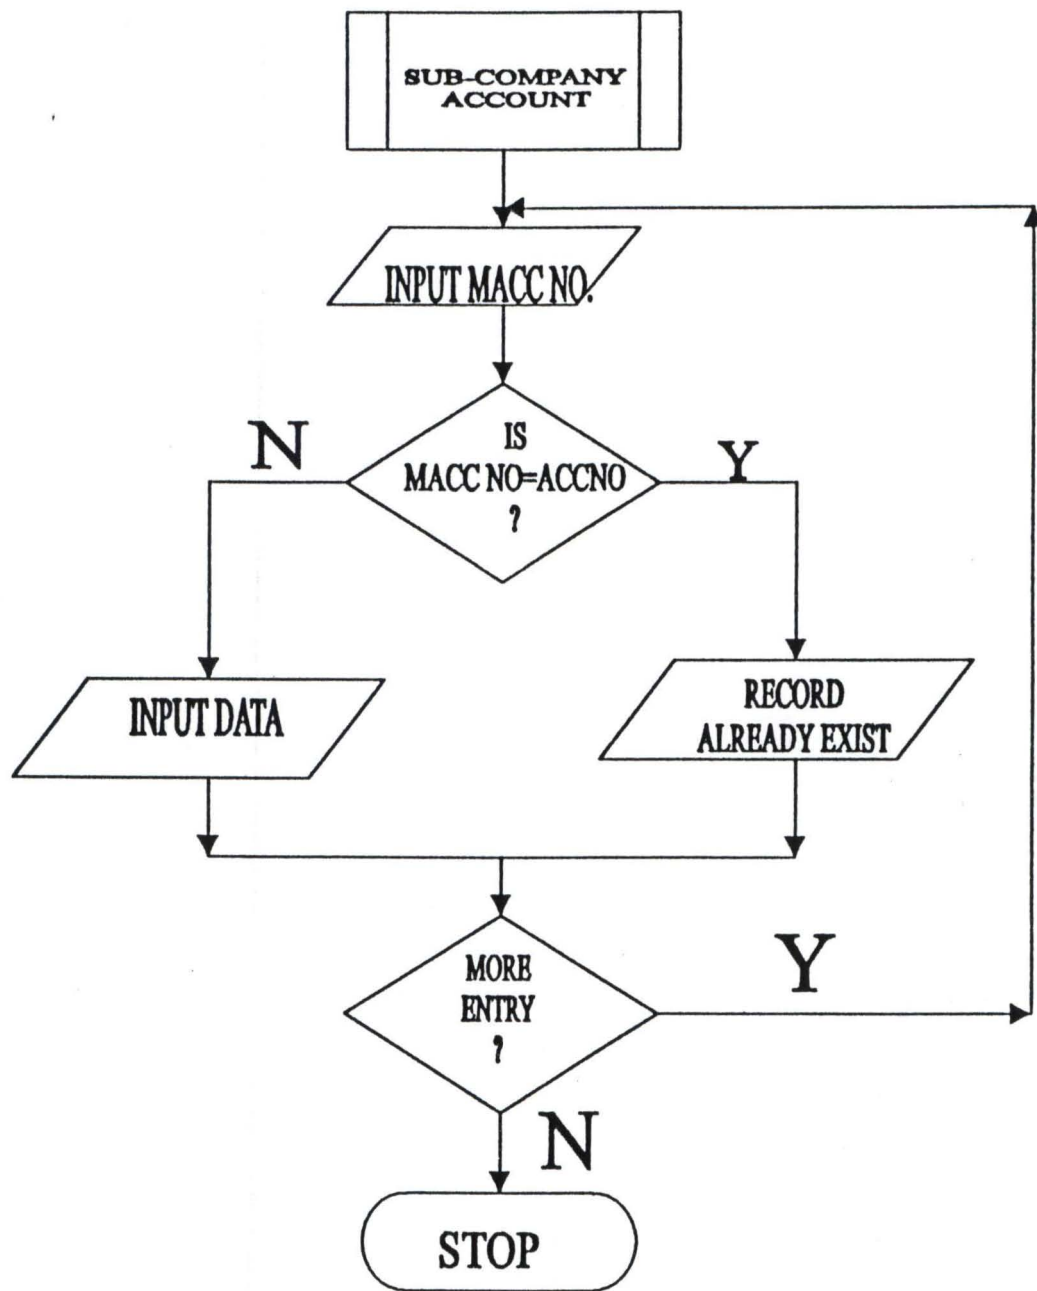 SUB-COMPANY
ACCOUNT
INPUT MACC NO.
IS
MACC NO=ACCNO
?
N
Y
INPUT DATA
RECORD
ALREADY EXIST
MORE
ENTRY
?
Y
N
STOP